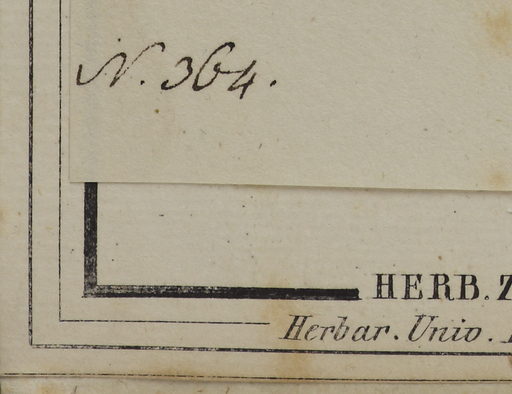 N. 364.
HERB. Z
Herbar. Univ.